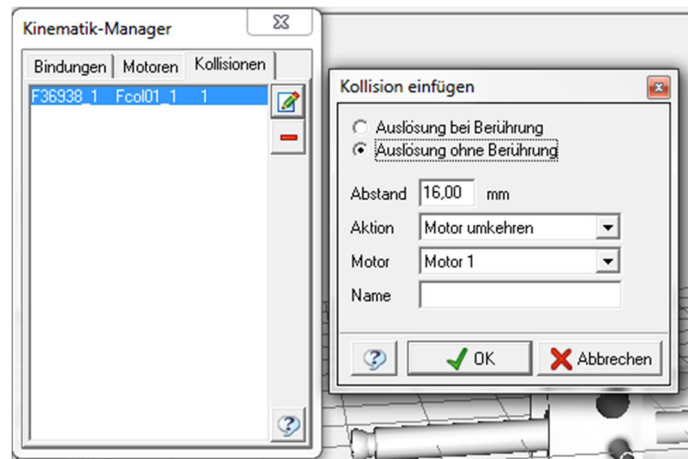 Kinematik-Manager
Bindungen Motoren Kollisionen
F36938_1 Fcol01_1 1
Kollision einfügen
Auslösung bei Berührung
Auslösung ohne Berührung
Abstand 16,00 mm
Aktion Motor umkehren
Motor Motor 1
Name
OK Abbrechen